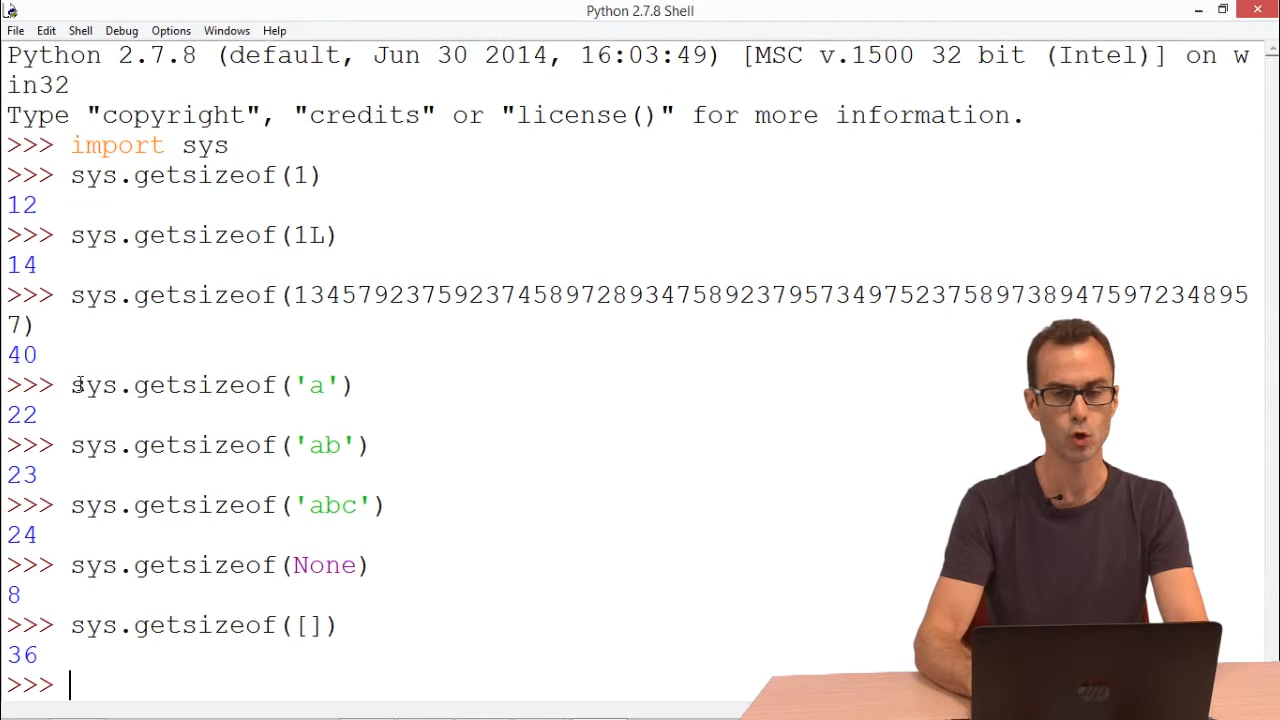 Python 2.7.8 Shell
File Edit Shell Debug Options Windows Help
Python 2.7.8 (default, Jun 30 2014, 16:03:49) [MSC v.1500 32 bit (Intel)] on w
in32
Type "copyright", "credits" or "license()" for more information.
>>> import sys
>>> sys.getsizeof(1)
12
>>> sys.getsizeof(1L)
14
>>> sys.getsizeof(134579237592374589728934758923795734975237589738947597234895
7)
40
>>> sys.getsizeof('a')
22
>>> sys.getsizeof('ab')
23
>>> sys.getsizeof('abc')
24
>>> sys.getsizeof(None)
8
>>> sys.getsizeof([])
36
>>>
hp